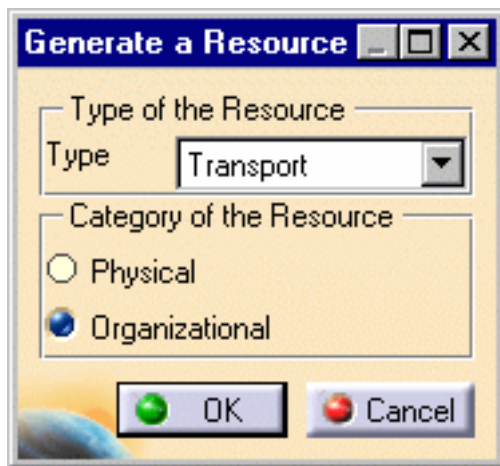 Generate a Resource
Type of the Resource
Type Transport
Category of the Resource
Physical
Organizational
OK Cancel